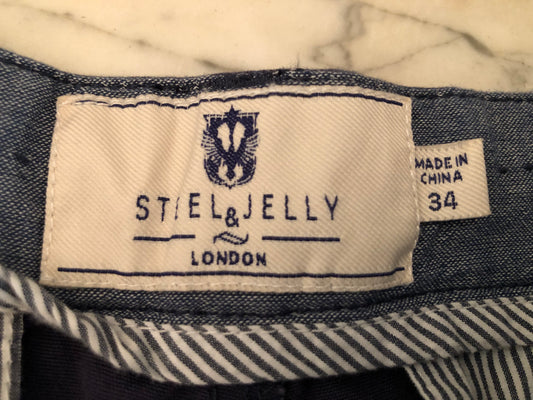 STEEL & JELLY
LONDON
MADE IN
CHINA
34